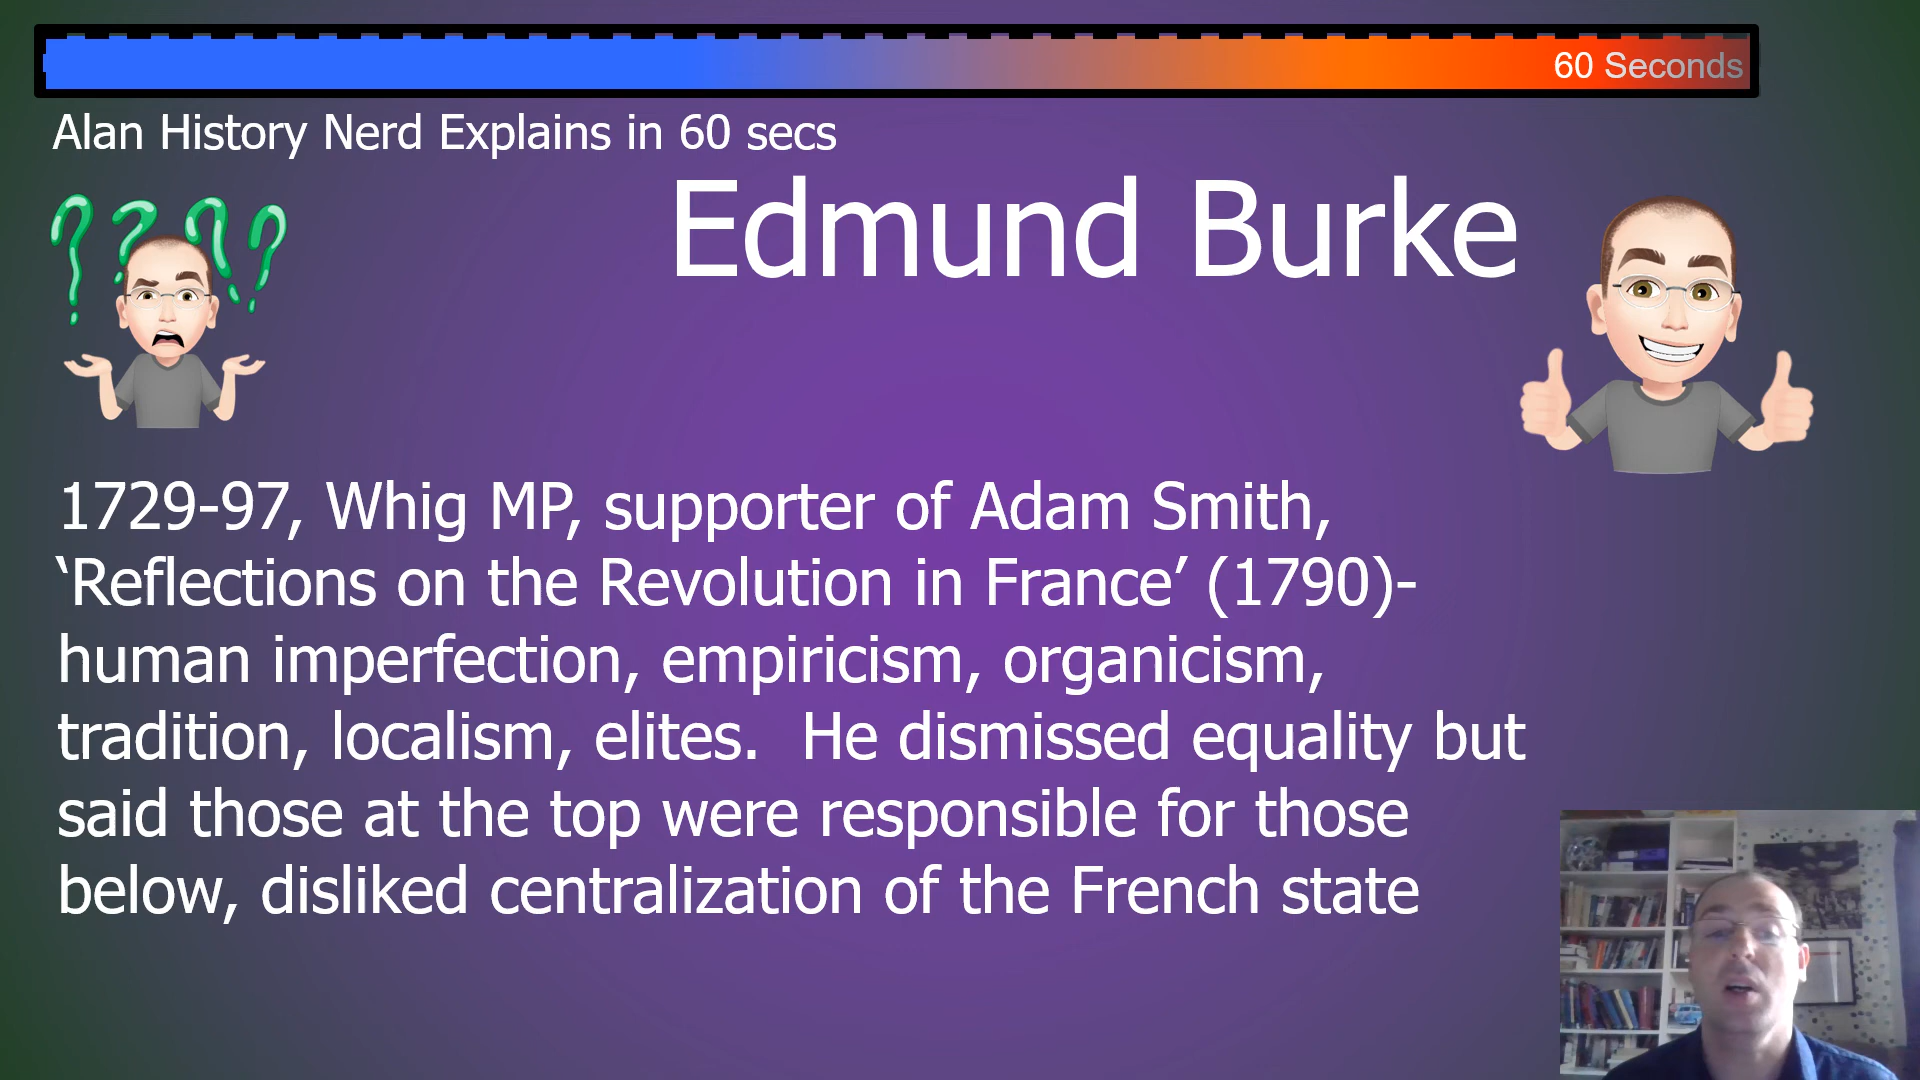 60 Seconds
Alan History Nerd Explains in 60 secs
Edmund Burke
1729-97, Whig MP, supporter of Adam Smith,
‘Reflections on the Revolution in France’ (1790)-
human imperfection, empiricism, organicism,
tradition, localism, elites.  He dismissed equality but
said those at the top were responsible for those
below, disliked centralization of the French state